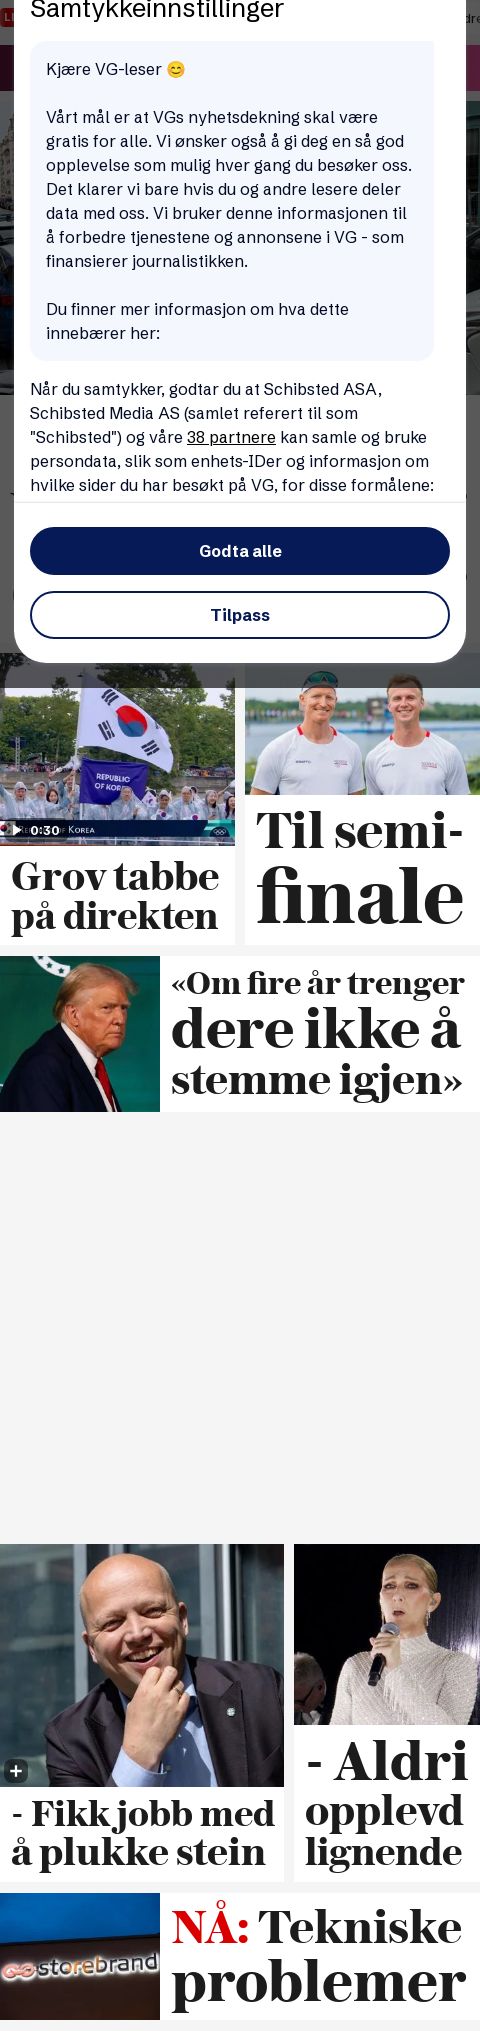 Samtykkeinnstillinger
Kjære VG-leser 😊
Vårt mål er at VGs nyhetsdekning skal være
gratis for alle. Vi ønsker også å gi deg en så god
opplevelse som mulig hver gang du besøker oss.
Det klarer vi bare hvis du og andre lesere deler
data med oss. Vi bruker denne informasjonen til
å forbedre tjenestene og annonsene i VG - som
finansierer journalistikken.
Du finner mer informasjon om hva dette
innebærer her:
Når du samtykker, godtar du at Schibsted ASA,
Schibsted Media AS (samlet referert til som
"Schibsted") og våre 38 partnere kan samle og bruke
persondata, slik som enhets-IDer og informasjon om
hvilke sider du har besøkt på VG, for disse formålene:
Godta alle
Tilpass
REPUBLIC
OF KOREA
0:30
Grov tabbe
på direkten
Til semi-
finale
«Om fire år trenger
dere ikke å
stemme igjen»
- Fikk jobb med
å plukke stein
- Aldri
opplevd
lignende
storebrand
NÅ: Tekniske
problemer